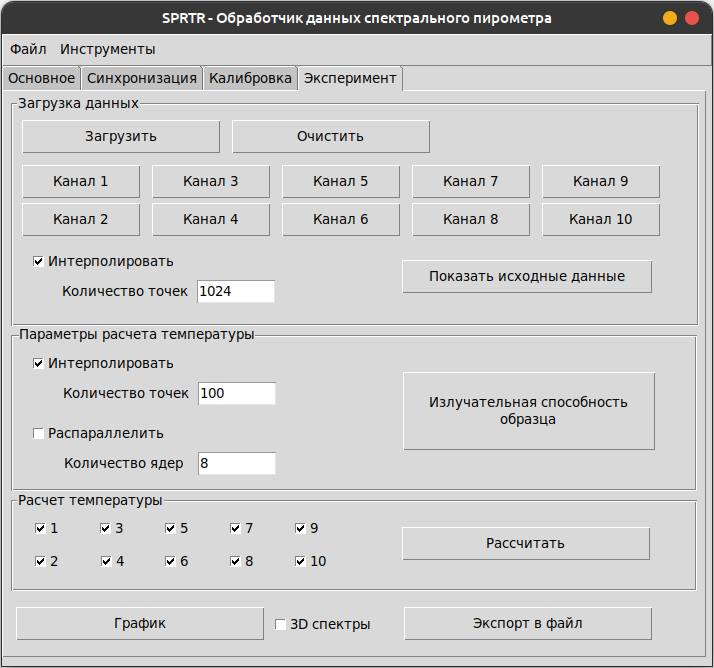 SPRTR - Обработчик данных спектрального пирометра
Файл Инструменты
Основное Синхронизация Калибровка Эксперимент
Загрузка данных
Загрузить Очистить
Канал 1 Канал 3 Канал 5 Канал 7 Канал 9
Канал 2 Канал 4 Канал 6 Канал 8 Канал 10
Интерполировать
Показать исходные данные
Количество точек 1024
Параметры расчета температуры
Интерполировать
Количество точек 100
Излучательная способность
образца
Распараллелить
Количество ядер 8
Расчет температуры
1 3 5 7 9
Рассчитать
2 4 6 8 10
График 3D спектры Экспорт в файл